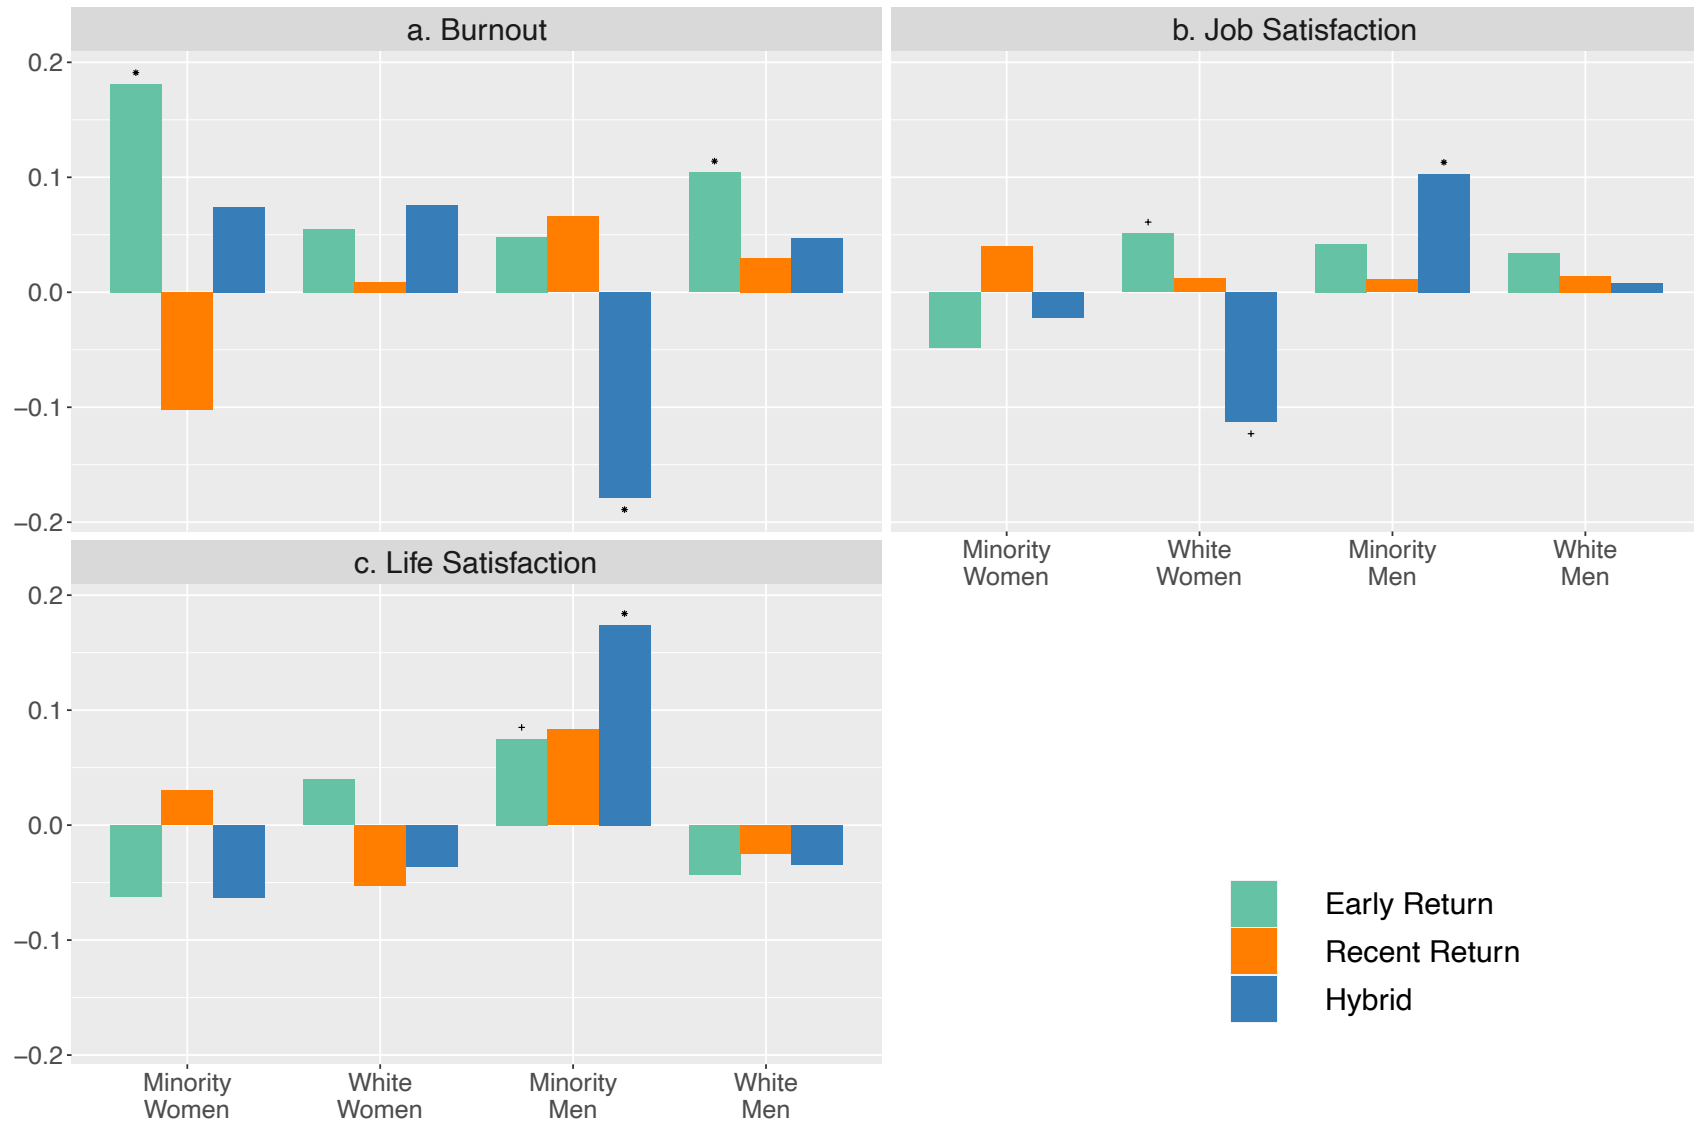 a. Burnout
b. Job Satisfaction
0.2
0.1
0.0
−0.1
−0.2
*
*
*
+
+
*
Minority
Women
White
Women
Minority
Men
White
Men
c. Life Satisfaction
0.2
0.1
0.0
−0.1
−0.2
+
*
Minority
Women
White
Women
Minority
Men
White
Men
Early Return
Recent Return
Hybrid